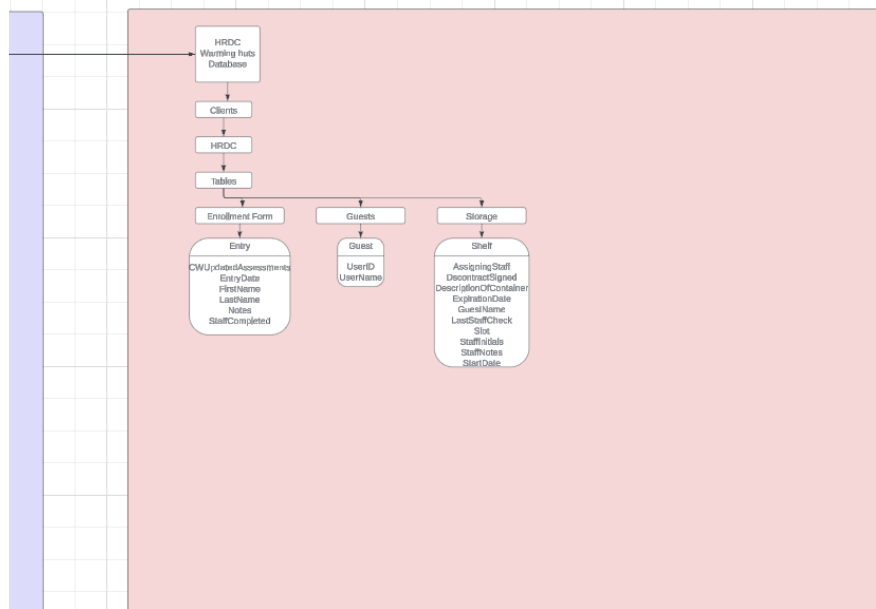 HRDC
Warming huts
Database
Clients
HRDC
Tables
Enrollment Form
Guests
Storage
Entry
CWUpdatedAssessments
EntryDate
FirstName
LastName
Notes
StaffCompleted
Guest
UserID
UserName
Shelf
AssigningStaff
DscontractSigned
DescriptionOfContainer
ExpirationDate
GuestName
LastStaffCheck
Slot
StaffInitials
StaffNotes
StartDate